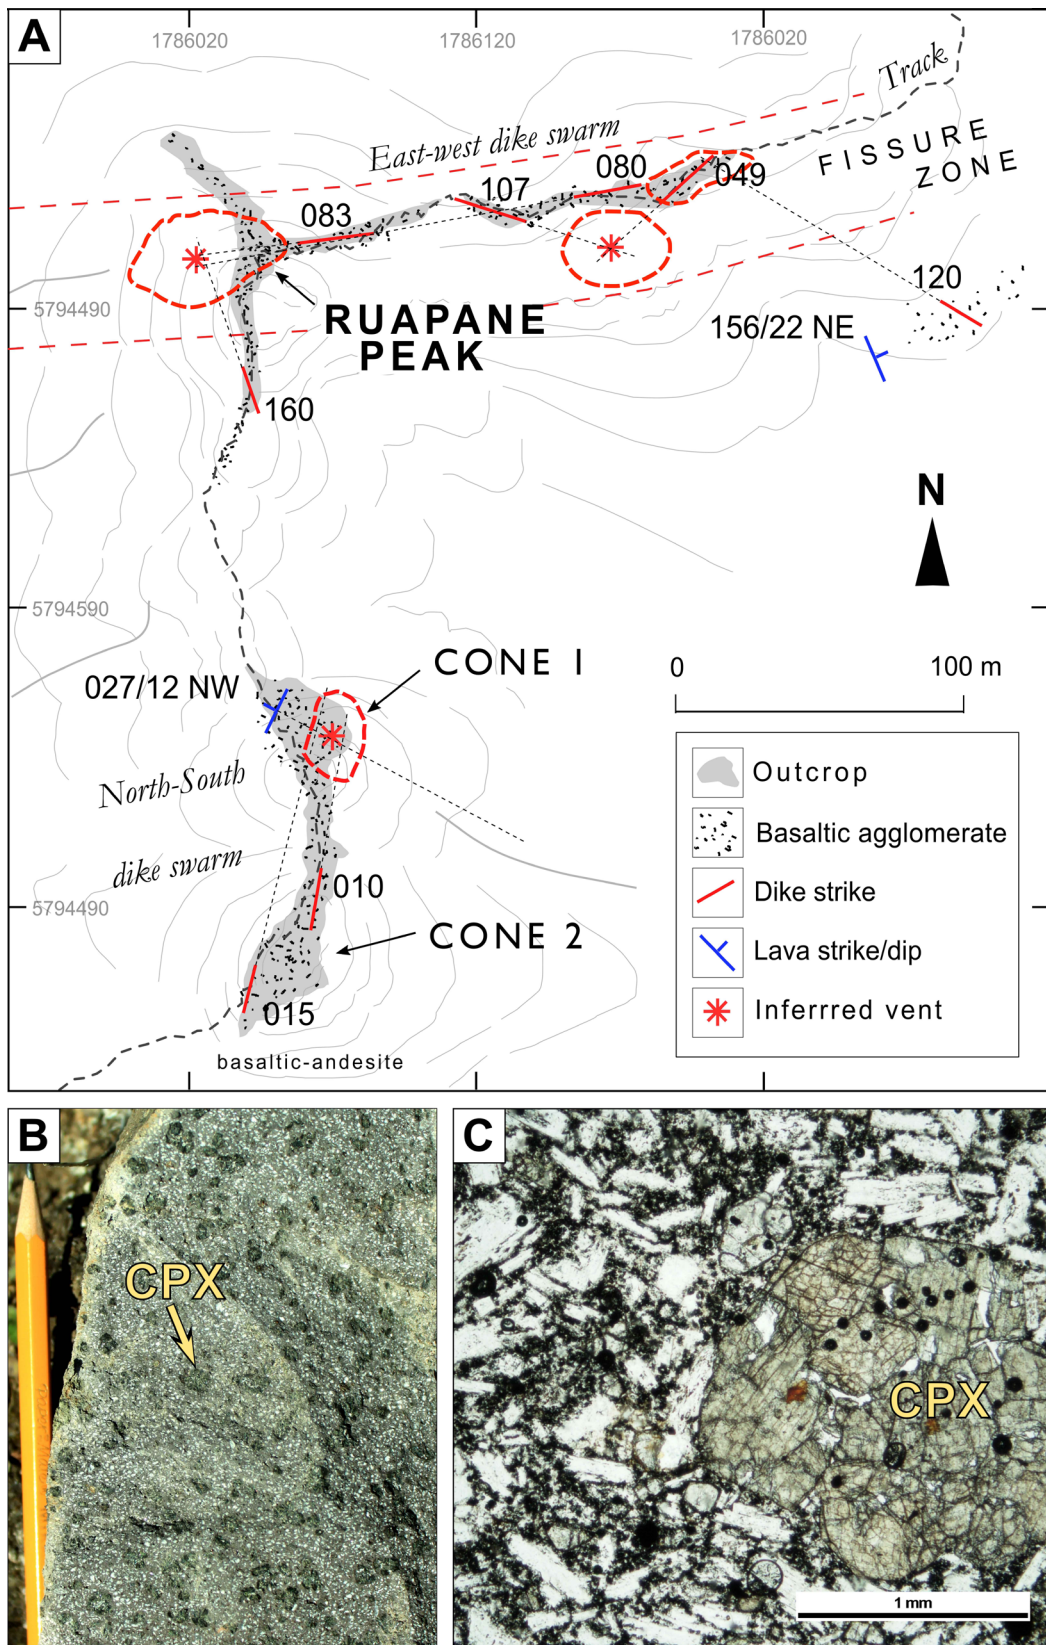 A
1786020
1786120
1786020
Track
East-west dike swarm
FISSURE
ZONE
080
049
107
083
120
5794490
RUAPANE
PEAK
156/22 NE
160
N
5794590
CONE 1
027/12 NW
0
100 m
North-South
dike swarm
Outcrop
Basaltic agglomerate
010
Dike strike
5794490
CONE 2
Lava strike/dip
015
Inferrred vent
basaltic-andesite
B
CPX
C
CPX
1 mm